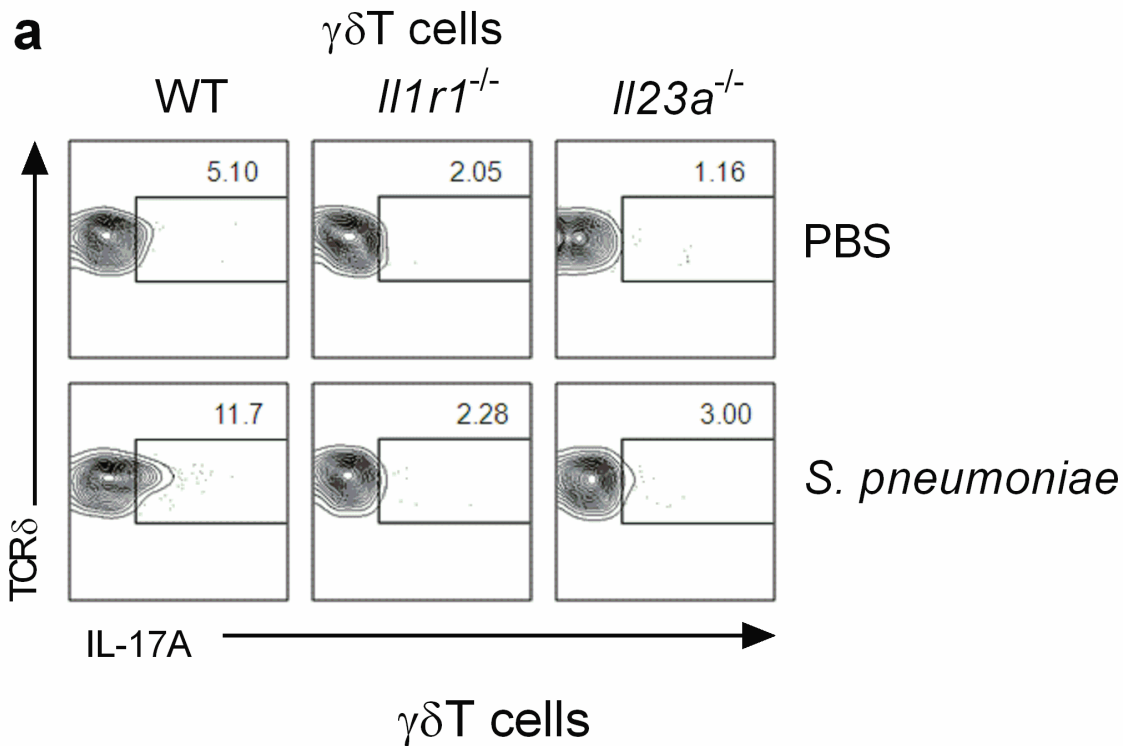 a
γδT cells
WT Il1r1-/- Il23a-/-
5.10 2.05 1.16
PBS
11.7 2.28 3.00
S. pneumoniae
TCRδ
IL-17A
γδT cells